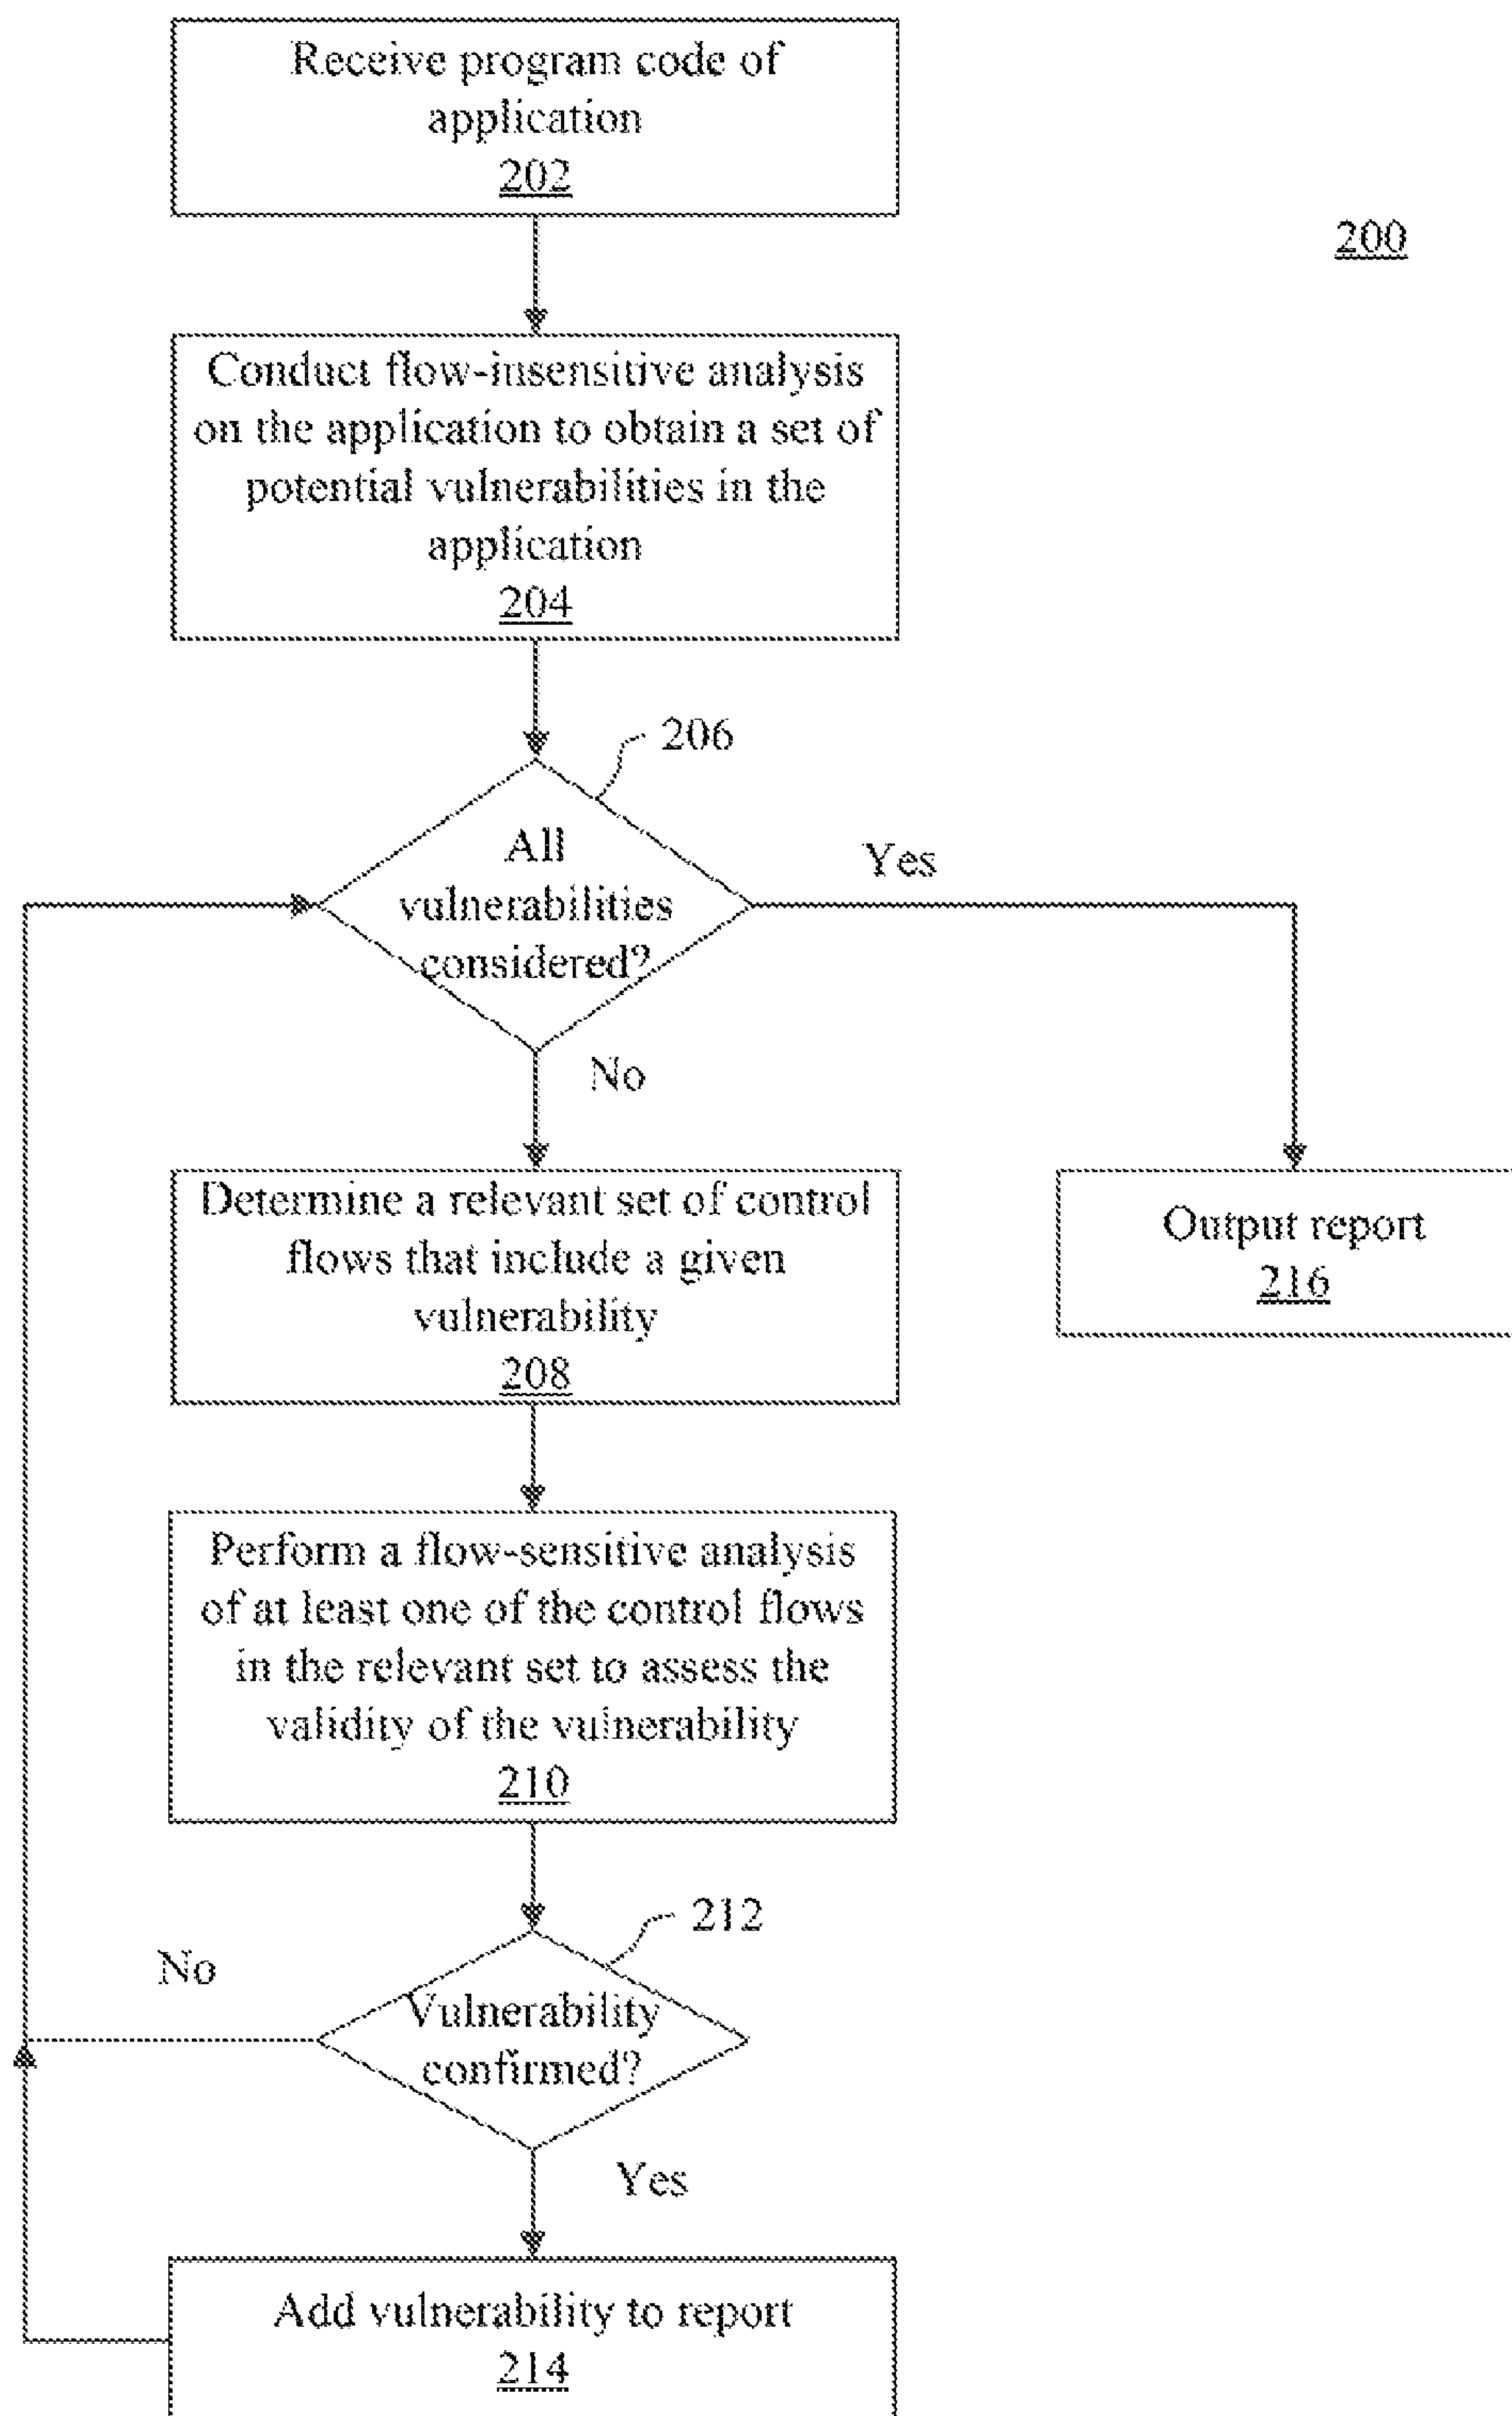 Receive program code of
application
202
200
Conduct flow-insensitive analysis
on the application to obtain a set of
potential vulnerabilities in the
application
204
206
All
vulnerabilities
considered?
Yes
No
Determine a relevant set of control
flows that include a given
vulnerability
208
Output report
216
Perform a flow-sensitive analysis
of at least one of the control flows
in the relevant set to assess the
validity of the vulnerability
210
212
No
Vulnerability
confirmed?
Yes
Add vulnerability to report
214